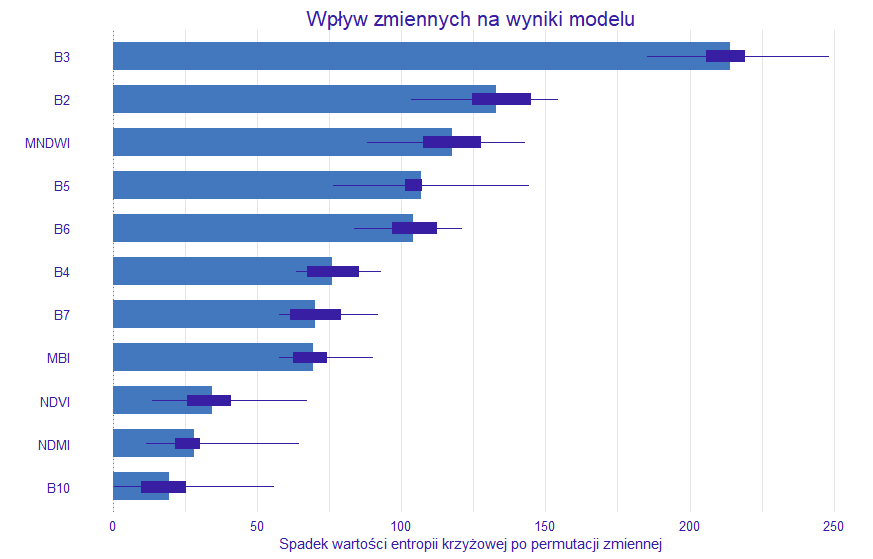 Wpływ zmiennych na wyniki modelu
B3
B2
MNDWI
B5
B6
B4
B7
MBI
NDVI
NDMI
B10
0 50 100 150 200 250
Spadek wartości entropii krzyżowej po permutacji zmiennej